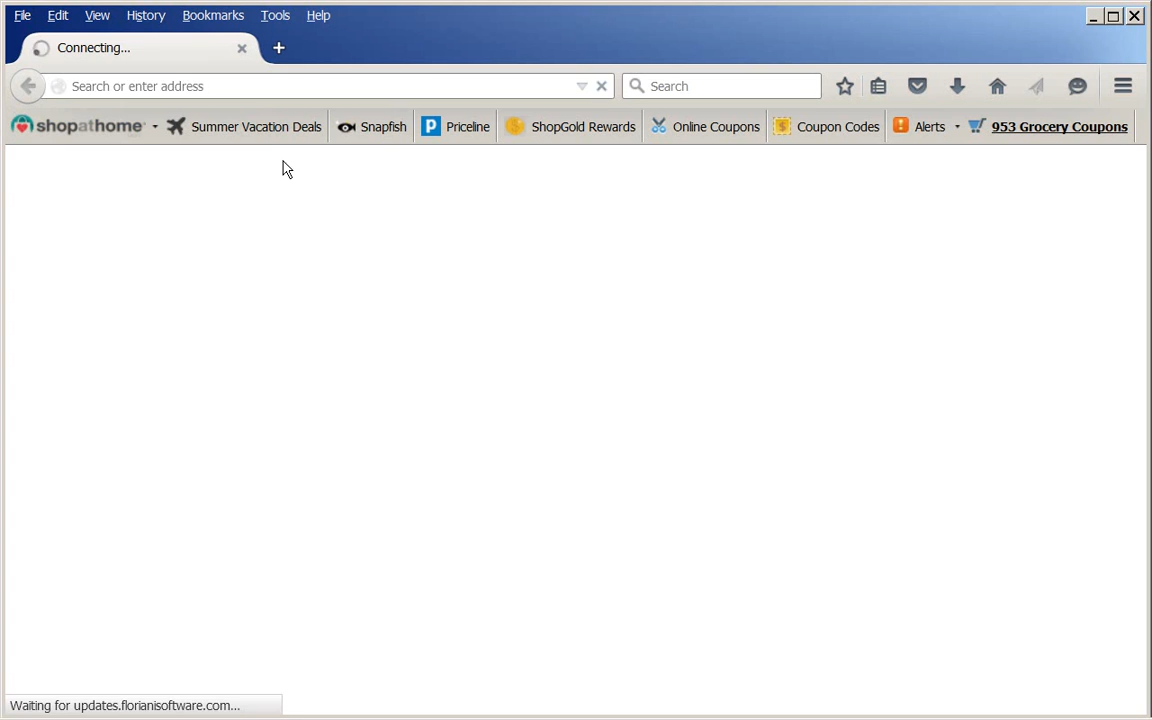 File Edit View History Bookmarks Tools Help
Connecting...
Search or enter address
Search
shopathome
Summer Vacation Deals
Snapfish
Priceline
ShopGold Rewards
Online Coupons
Coupon Codes
Alerts
953 Grocery Coupons
Waiting for updates.florianisoftware.com...